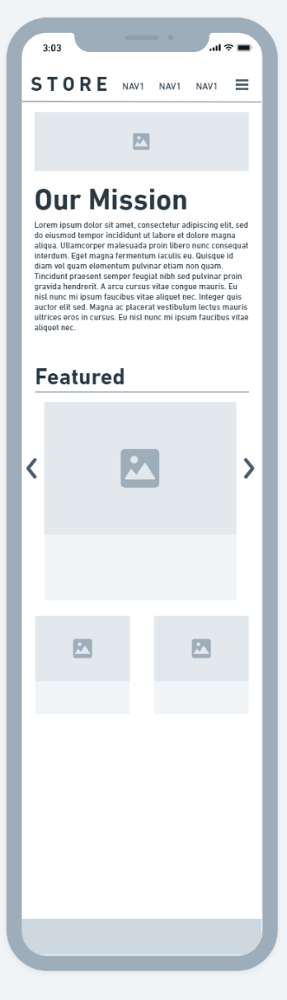 3:03
STORE NAV1 NAV1 NAV1
Our Mission
Lorem ipsum dolor sit amet, consectetur adipiscing elit, sed
do eiusmod tempor incididunt ut labore et dolore magna
aliqua. Ullamcorper malesuada proin libero nunc consequat
interdum. Eget magna fermentum iaculis eu. Quisque id
diam vel quam elementum pulvinar etiam non quam.
Tincidunt praesent semper feugiat nibh sed pulvinar proin
gravida hendrerit. A arcu cursus vitae congue mauris. Eu
nisl nunc mi ipsum faucibus vitae aliquet nec. Integer quis
auctor elit sed. Magna ac placerat vestibulum lectus mauris
ultrices eros in cursus. Eu nisl nunc mi ipsum faucibus vitae
aliquet nec.
Featured